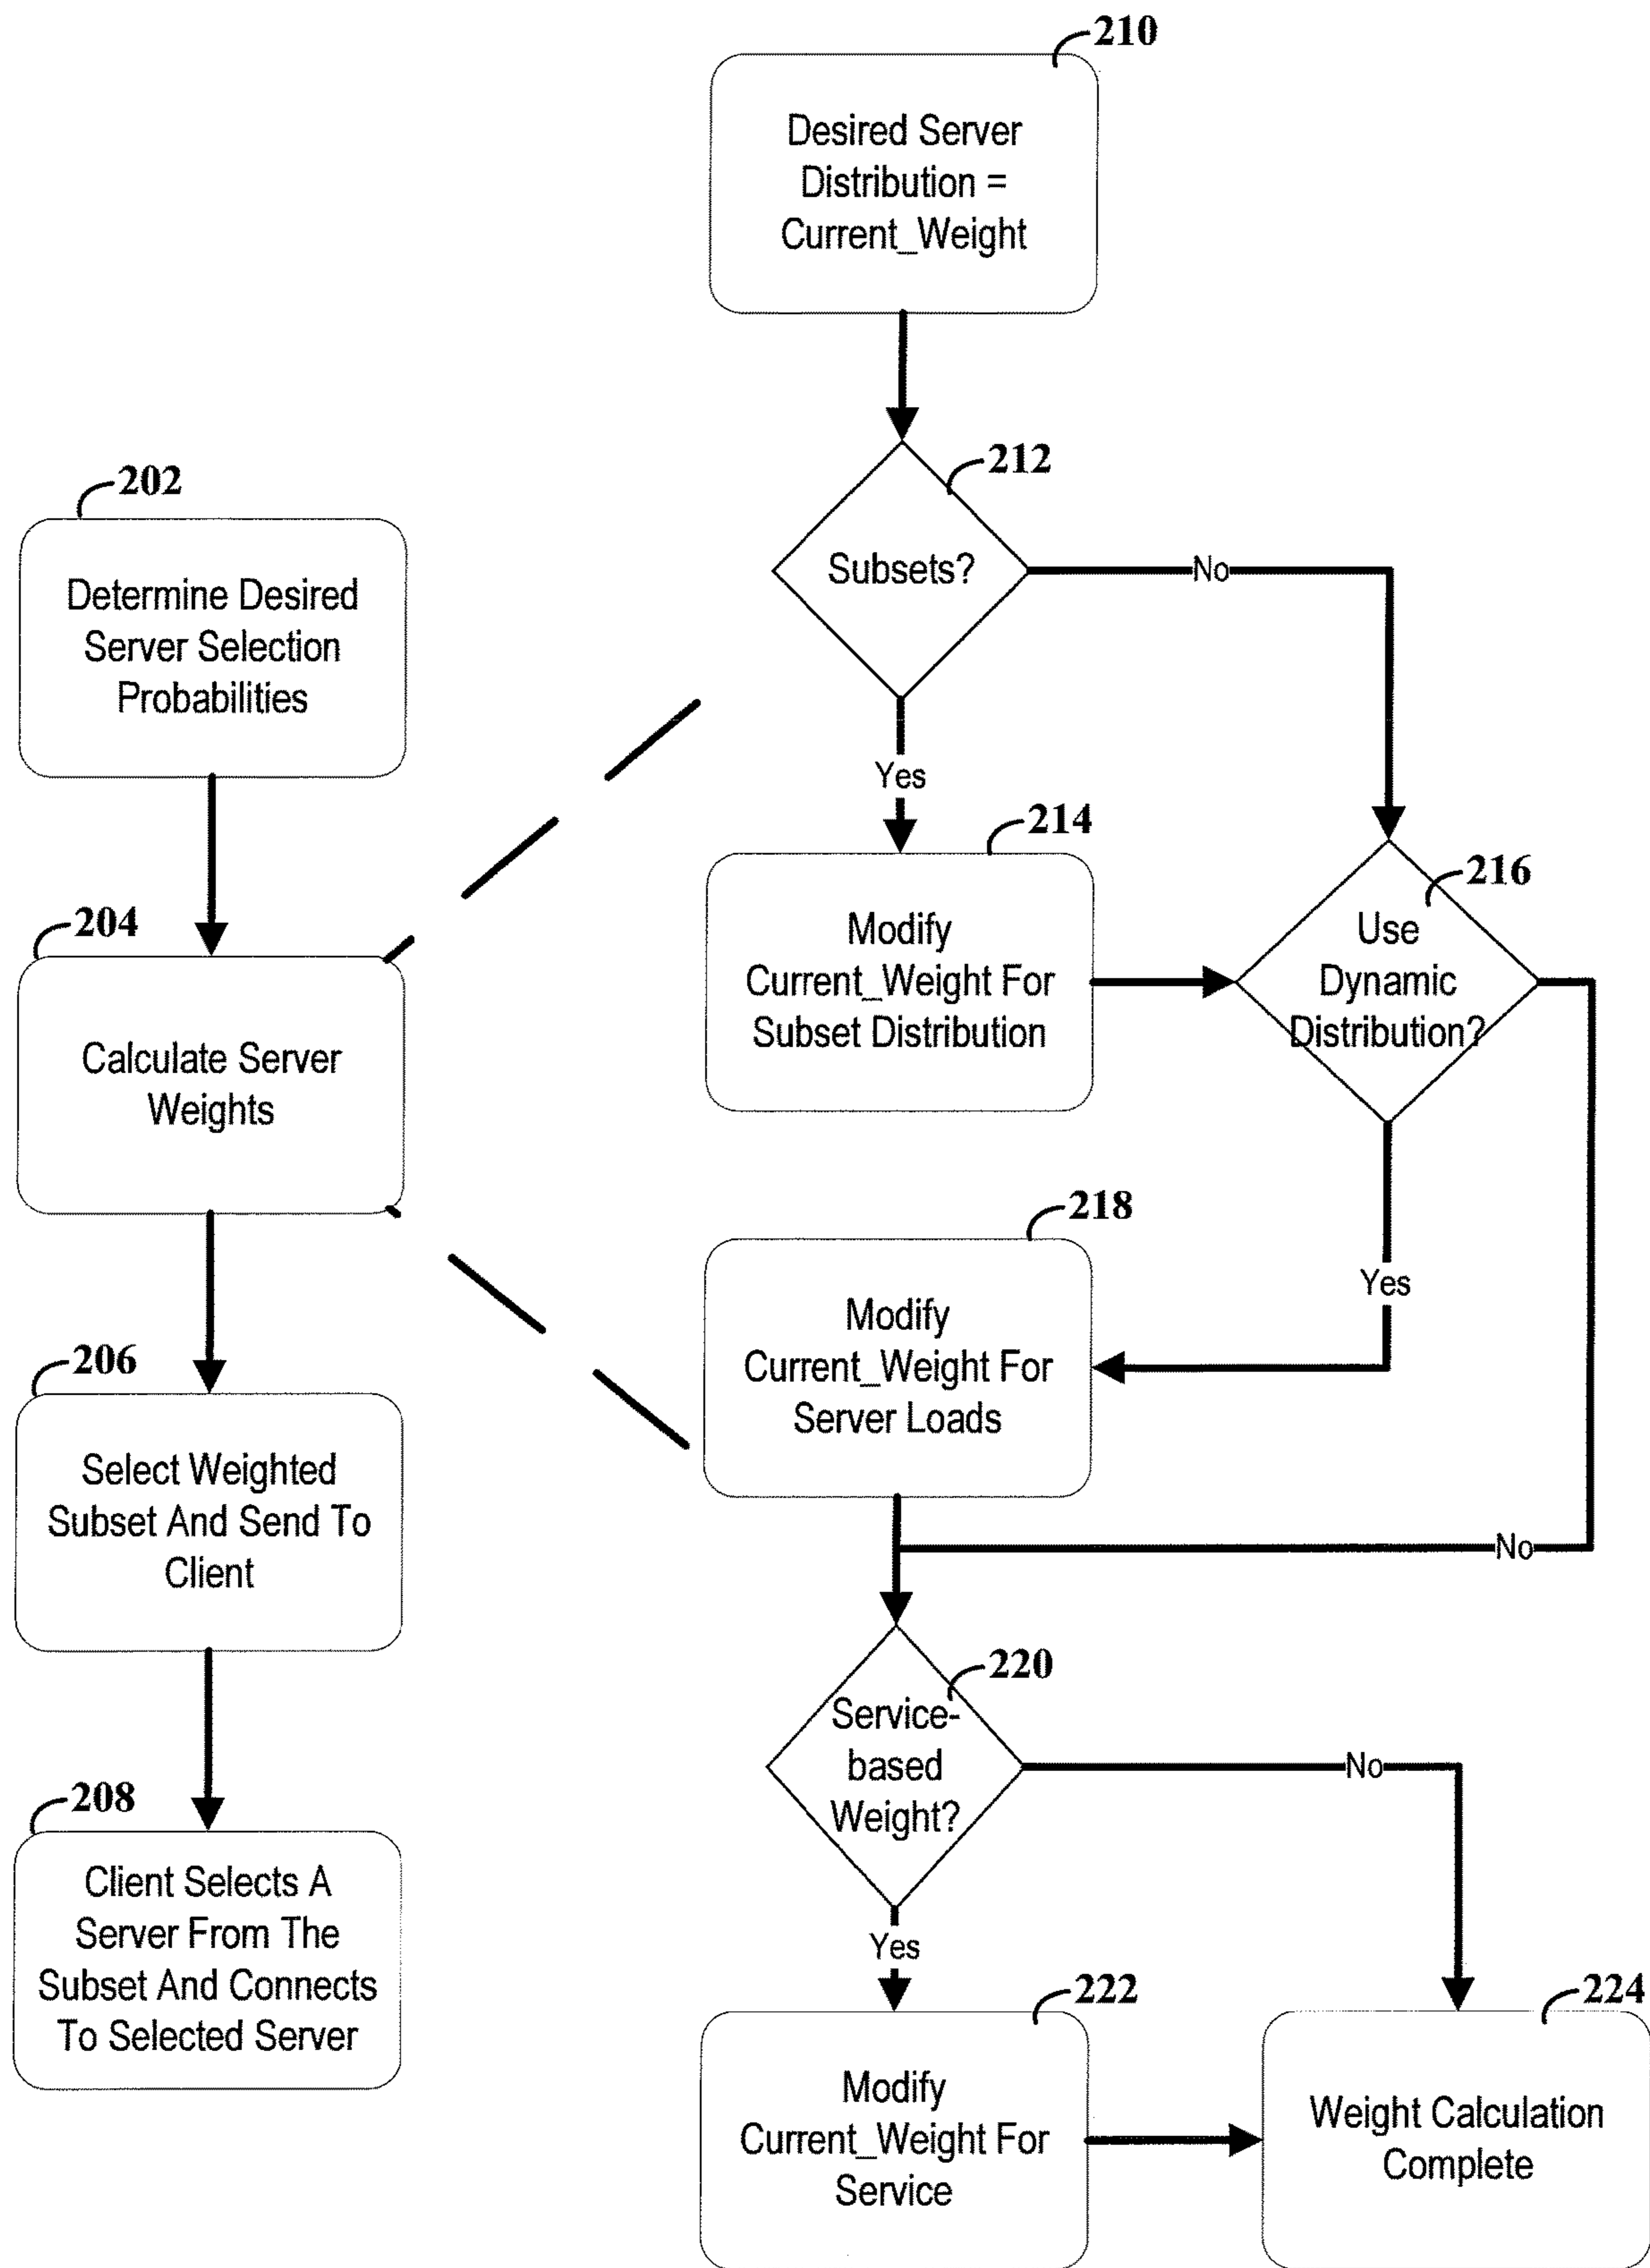 202
Determine Desired
Server Selection
Probabilities
204
Calculate Server
Weights
206
Select Weighted
Subset And Send To
Client
208
Client Selects A
Server From The
Subset And Connects
To Selected Server
210
Desired Server
Distribution =
Current_Weight
212
Subsets?
No
Yes
214
Modify
Current_Weight For
Subset Distribution
216
Use
Dynamic
Distribution?
Yes
218
Modify
Current_Weight For
Server Loads
No
220
Service-
based
Weight?
No
Yes
222
Modify
Current_Weight For
Service
224
Weight Calculation
Complete